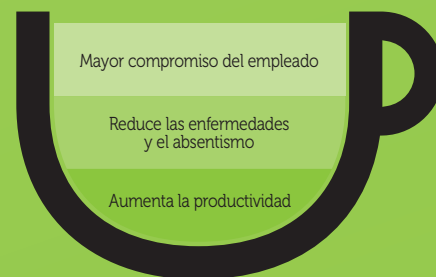 Mayor compromiso del empleado
Reduce las enfermedades
y el absentismo
Aumenta la productividad